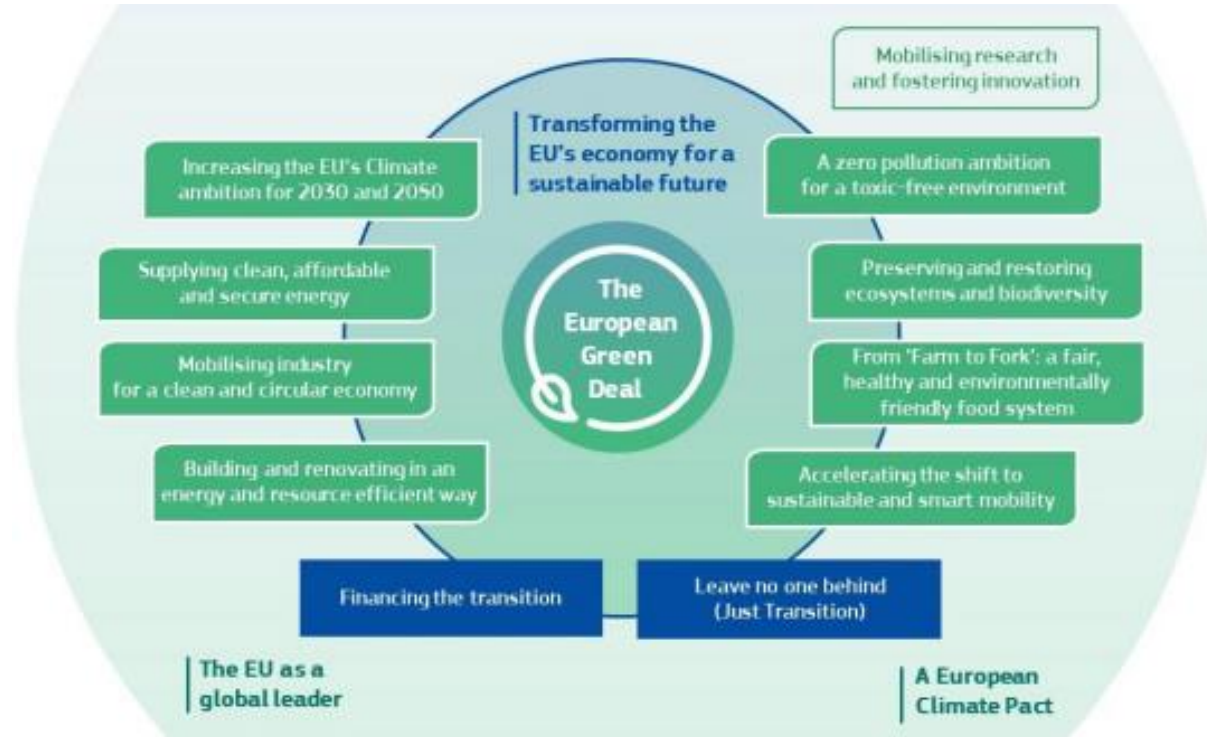 Mobilising research
and fostering innovation
Transforming the
EU's economy for a
sustainable future
Increasing the EU's Climate
ambition for 2030 and 2050
A zero pollution ambition
for a toxic-free environment
Supplying clean, affordable
and secure energy
Preserving and restoring
ecosystems and biodiversity
The
European
Green
Deal
Mobilising industry
for a clean and circular economy
From 'Farm to Fork': a fair,
healthy and environmentally
friendly food system
Building and renovating in an
energy and resource efficient way
Accelerating the shift to
sustainable and smart mobility
Financing the transition
Leave no one behind
(Just Transition)
The EU as a
global leader
A European
Climate Pact